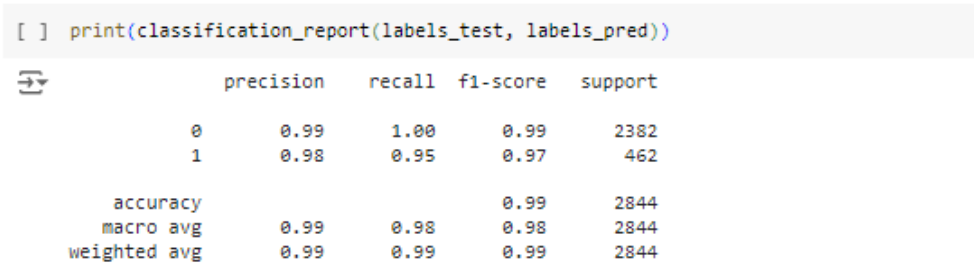 [ ] print(classification_report(labels_test, labels_pred))
precision recall f1-score support
0 0.99 1.00 0.99 2382
1 0.98 0.95 0.97 462
accuracy 0.99 2844
macro avg 0.99 0.98 0.98 2844
weighted avg 0.99 0.99 0.99 2844